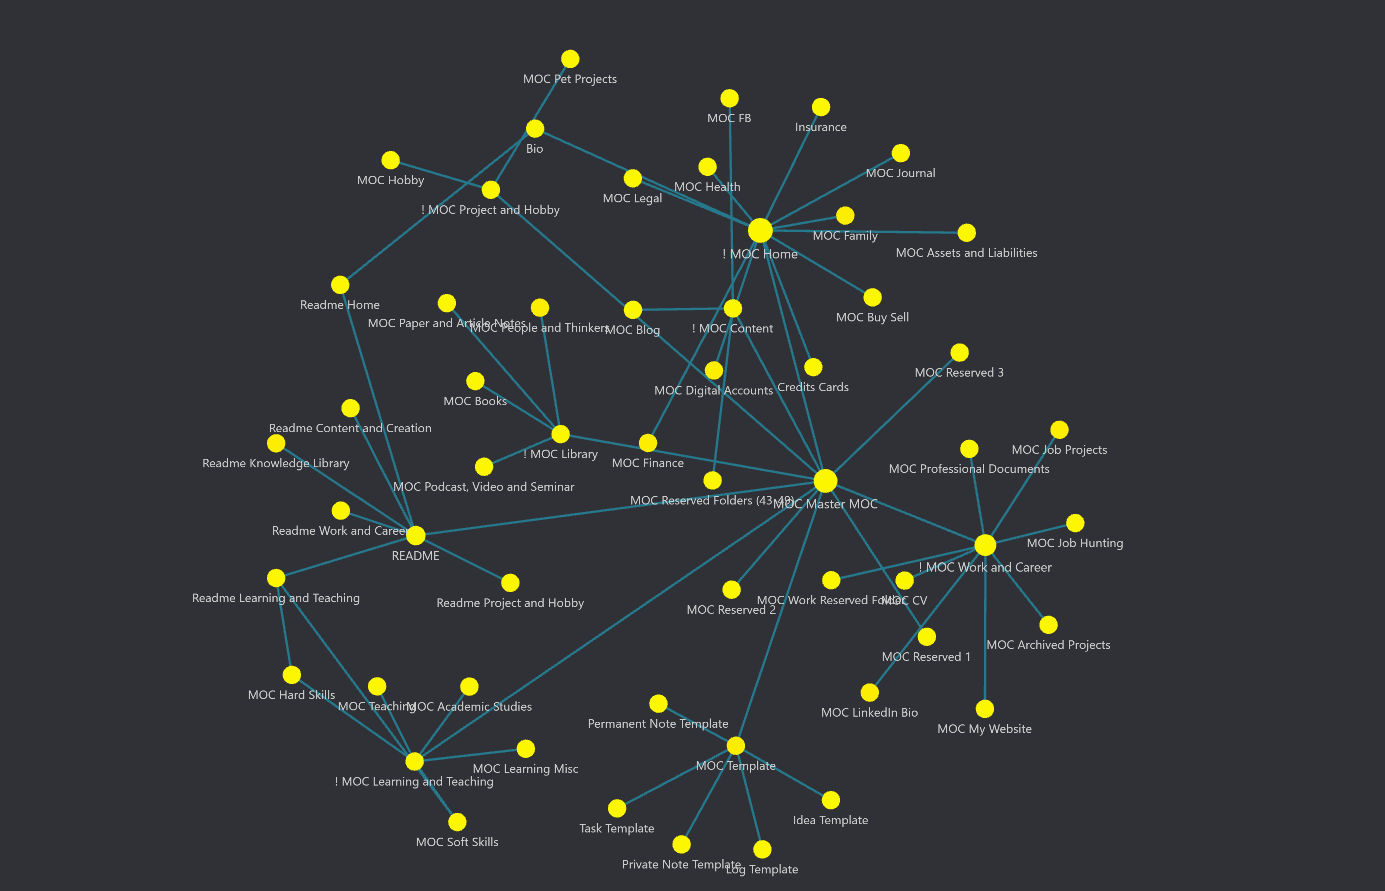 MOC Pet Projects
MOC FB
Insurance
Bio
MOC Hobby
MOC Journal
MOC Health
MOC Legal
! MOC Project and Hobby
MOC Family
! MOC Home
MOC Assets and Liabilities
Readme Home
MOC Buy Sell
MOC Paper and Article Notes
MOC People and Thinkers
MOC Blog
! MOC Content
MOC Reserved 3
MOC Digital Accounts
Credits Cards
MOC Books
Readme Content and Creation
MOC Job Projects
! MOC Library
Readme Knowledge Library
MOC Finance
MOC Professional Documents
MOC Podcast, Video and Seminar
MOC Reserved Folders (43-49)
MOC Master MOC
Readme Work and Career
MOC Job Hunting
README
! MOC Work and Career
Readme Learning and Teaching
Readme Project and Hobby
MOC Reserved 2
MOC Work Reserved Folder
MOC CV
MOC Archived Projects
MOC Reserved 1
MOC Hard Skills
MOC Teaching
MOC Academic Studies
MOC LinkedIn Bio
Permanent Note Template
MOC My Website
MOC Template
MOC Learning Misc
! MOC Learning and Teaching
Idea Template
Task Template
MOC Soft Skills
Private Note Template
Log Template